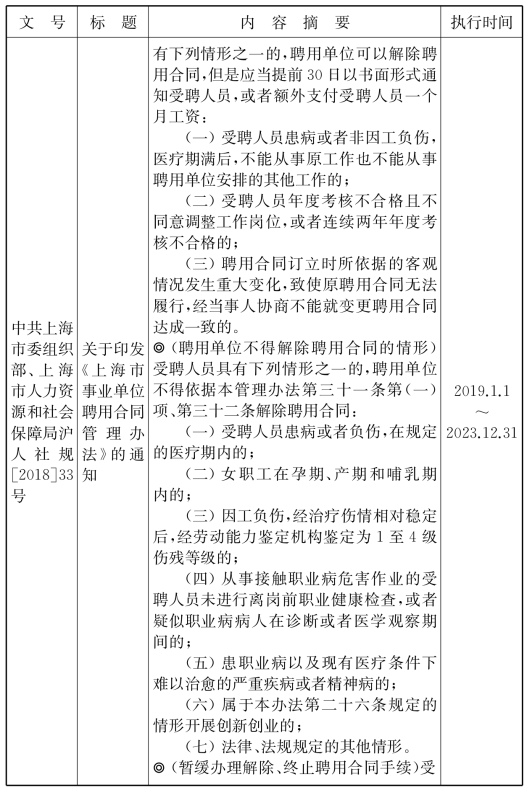 文 号
标 题
内 容 摘 要
执行时间
中共上海
市委组织
部、上海
市人力资
源和社会
保障局沪
人 社 规
[2018]33
号
关于印发
《上海市
事业单位
聘用合同
管 理 办
法》的通
知
有下列情形之一的,聘用单位可以解除聘
用合同,但是应当提前30日以书面形式通
知受聘人员,或者额外支付受聘人员一个
月工资:
(一)受聘人员患病或者非因工负伤,
医疗期满后,不能从事原工作也不能从事
聘用单位安排的其他工作的;
(二)受聘人员年度考核不合格且不
同意调整工作岗位,或者连续两年年度考
核不合格的;
(三)聘用合同订立时所依据的客观
情况发生重大变化,致使原聘用合同无法
履行,经当事人协商不能就变更聘用合同
达成一致的。
◎(聘用单位不得解除聘用合同的情形)
受聘人员具有下列情形之一的,聘用单位
不得依据本管理办法第三十一条第(一)
项、第三十二条解除聘用合同:
(一)受聘人员患病或者负伤,在规定
的医疗期内的;
(二)女职工在孕期、产期和哺乳期
内的;
(三)因工负伤,经治疗伤情相对稳定
后,经劳动能力鉴定机构鉴定为1至4级
伤残等级的;
(四)从事接触职业病危害作业的受
聘人员未进行离岗前职业健康检查,或者
疑似职业病病人在诊断或者医学观察期
间的;
(五)患职业病以及现有医疗条件下
难以治愈的严重疾病或者精神病的;
(六)属于本办法第二十六条规定的
情形开展创新创业的;
(七)法律、法规规定的其他情形。
◎(暂缓办理解除、终止聘用合同手续)受
2019.1.1
~
2023.12.31